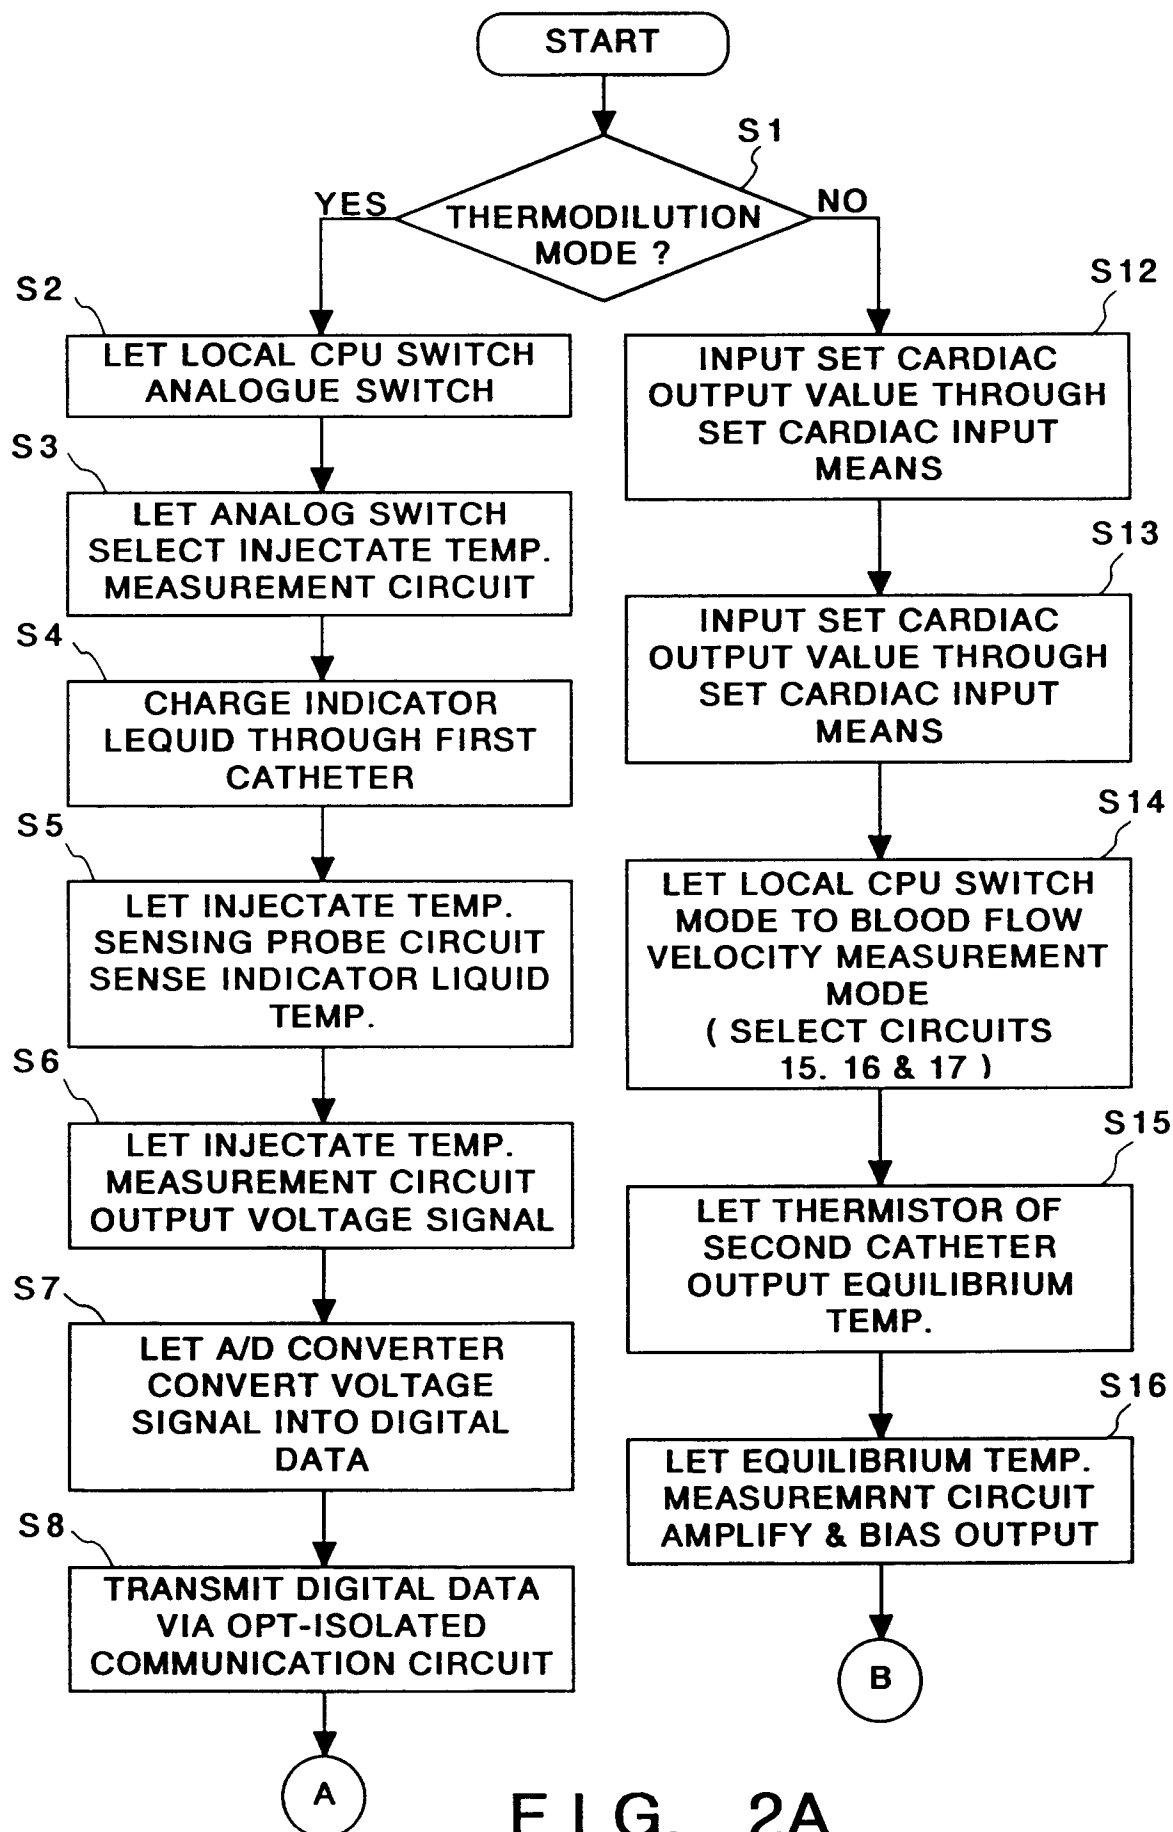 START
S1
THERMODILUTION
MODE ?
YES
NO
S2
LET LOCAL CPU SWITCH
ANALOGUE SWITCH
S3
LET ANALOG SWITCH
SELECT INJECTATE TEMP.
MEASUREMENT CIRCUIT
S4
CHARGE INDICATOR
LEQUID THROUGH FIRST
CATHETER
S5
LET INJECTATE TEMP.
SENSING PROBE CIRCUIT
SENSE INDICATOR LIQUID
TEMP.
S6
LET INJECTATE TEMP.
MEASUREMENT CIRCUIT
OUTPUT VOLTAGE SIGNAL
S7
LET A/D CONVERTER
CONVERT VOLTAGE
SIGNAL INTO DIGITAL
DATA
S8
TRANSMIT DIGITAL DATA
VIA OPT-ISOLATED
COMMUNICATION CIRCUIT
A
S12
INPUT SET CARDIAC
OUTPUT VALUE THROUGH
SET CARDIAC INPUT
MEANS
S13
INPUT SET CARDIAC
OUTPUT VALUE THROUGH
SET CARDIAC INPUT
MEANS
S14
LET LOCAL CPU SWITCH
MODE TO BLOOD FLOW
VELOCITY MEASUREMENT
MODE
( SELECT CIRCUITS
15. 16 & 17 )
S15
LET THERMISTOR OF
SECOND CATHETER
OUTPUT EQUILIBRIUM
TEMP.
S16
LET EQUILIBRIUM TEMP.
MEASUREMRNT CIRCUIT
AMPLIFY & BIAS OUTPUT
B
FIG. 2A